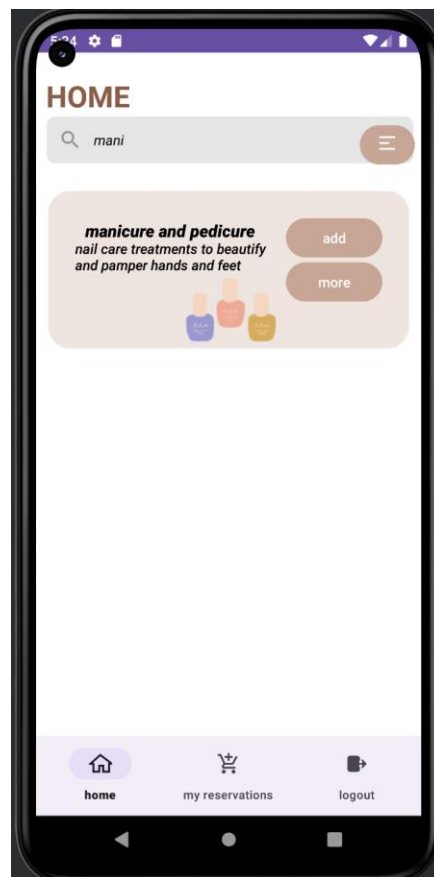 HOME
mani
manicure and pedicure
nail care treatments to beautify
and pamper hands and feet
add
more
home
my reservations
logout